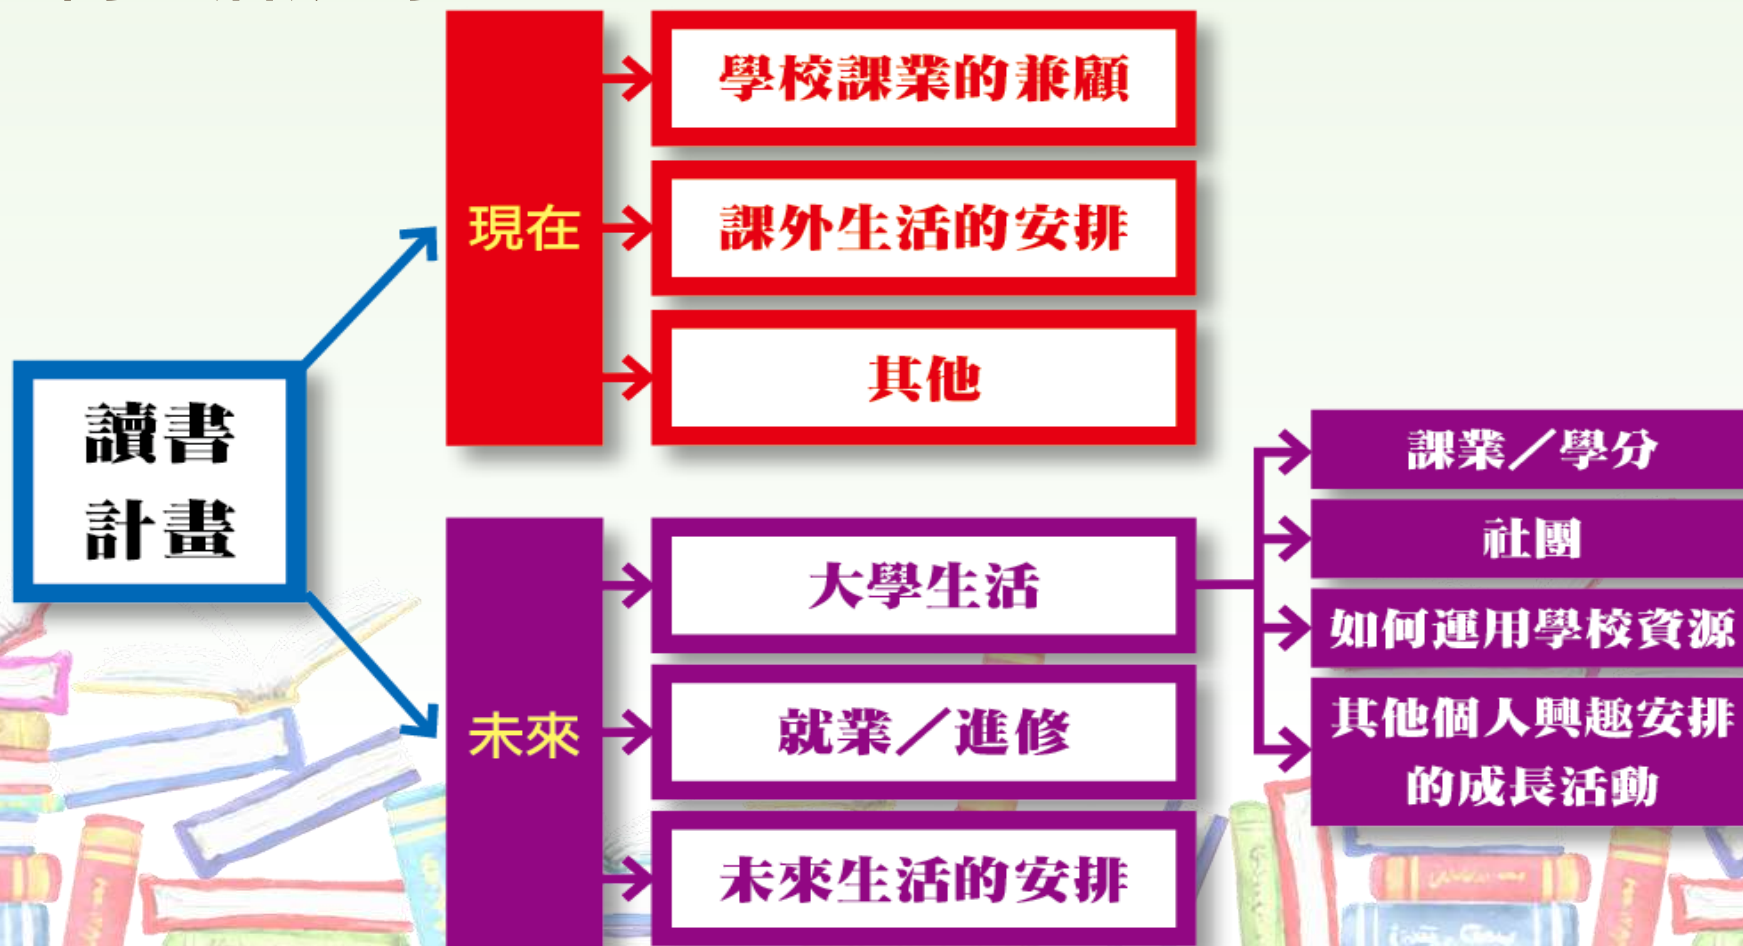 讀書
計畫
現在
學校課業的兼顧
課外生活的安排
其他
未來
大學生活
課業／學分
社團
如何運用學校資源
其他個人興趣安排
的成長活動
就業／進修
未來生活的安排